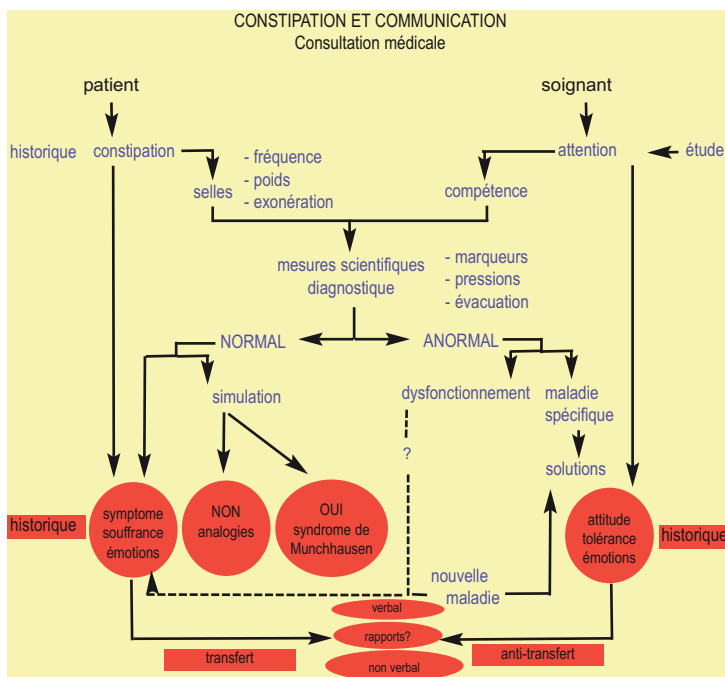 CONSTIPATION ET COMMUNICATION
Consultation médicale
patient
soignant
historique
constipation
- fréquence
- poids
- exonération
selles
attention
étude
compétence
mesures scientifiques
diagnostique
- marqueurs
- pressions
- évacuation
NORMAL
ANORMAL
simulation
dysfonctionnement
maladie
spécifique
?
solutions
historique
symptome
souffrance
émotions
NON
analogies
OUI
syndrome de
Munchhausen
attitude
tolérance
émotions
historique
nouvelle
maladie
verbal
rapports?
non verbal
transfert
anti-transfert